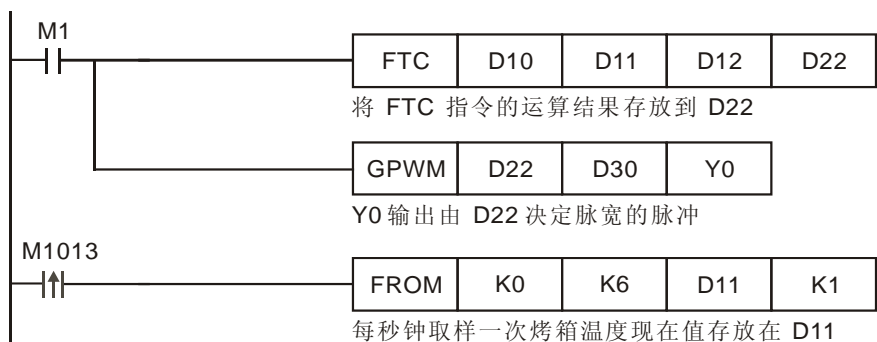 M1
FTC D10 D11 D12 D22
将 FTC 指令的运算结果存放到 D22
GPWM D22 D30 Y0
Y0 输出由 D22 决定脉宽的脉冲
M1013
FROM K0 K6 D11 K1
每秒钟取样一次烤箱温度现在值存放在 D11